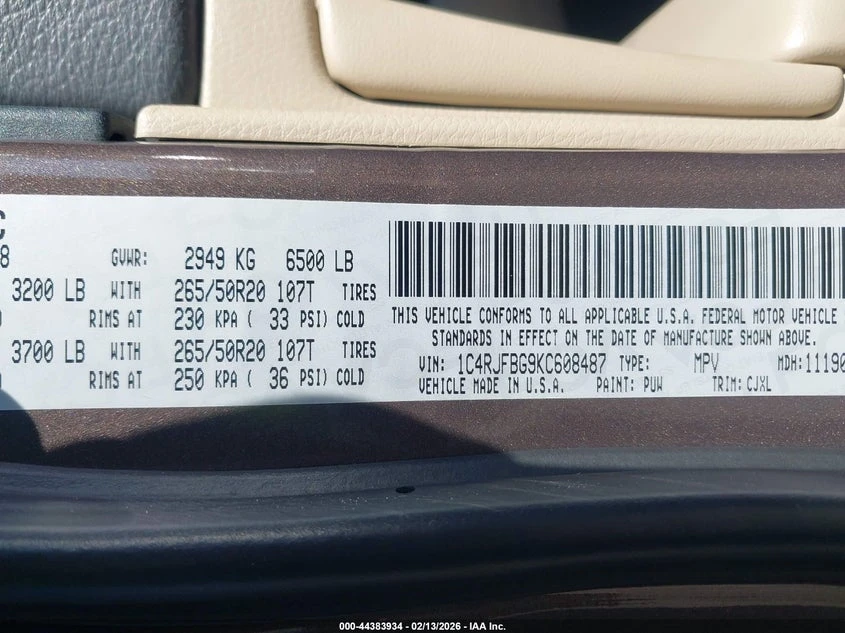 C
8 GVWR: 2949 KG 6500 LB
3200 LB WITH 265/50R20 107T TIRES
RIMS AT 230 KPA ( 33 PSI) COLD
3700 LB WITH 265/50R20 107T TIRES
RIMS AT 250 KPA ( 36 PSI) COLD
THIS VEHICLE CONFORMS TO ALL APPLICABLE U.S.A. FEDERAL MOTOR VEHICLE
STANDARDS IN EFFECT ON THE DATE OF MANUFACTURE SHOWN ABOVE.
VIN: 1C4RJFBG9KC608487 TYPE: MPV MDH:11190
VEHICLE MADE IN U.S.A. PAINT: PUW TRIM: CJXL
000-44383934 - 02/13/2026 - IAA Inc.